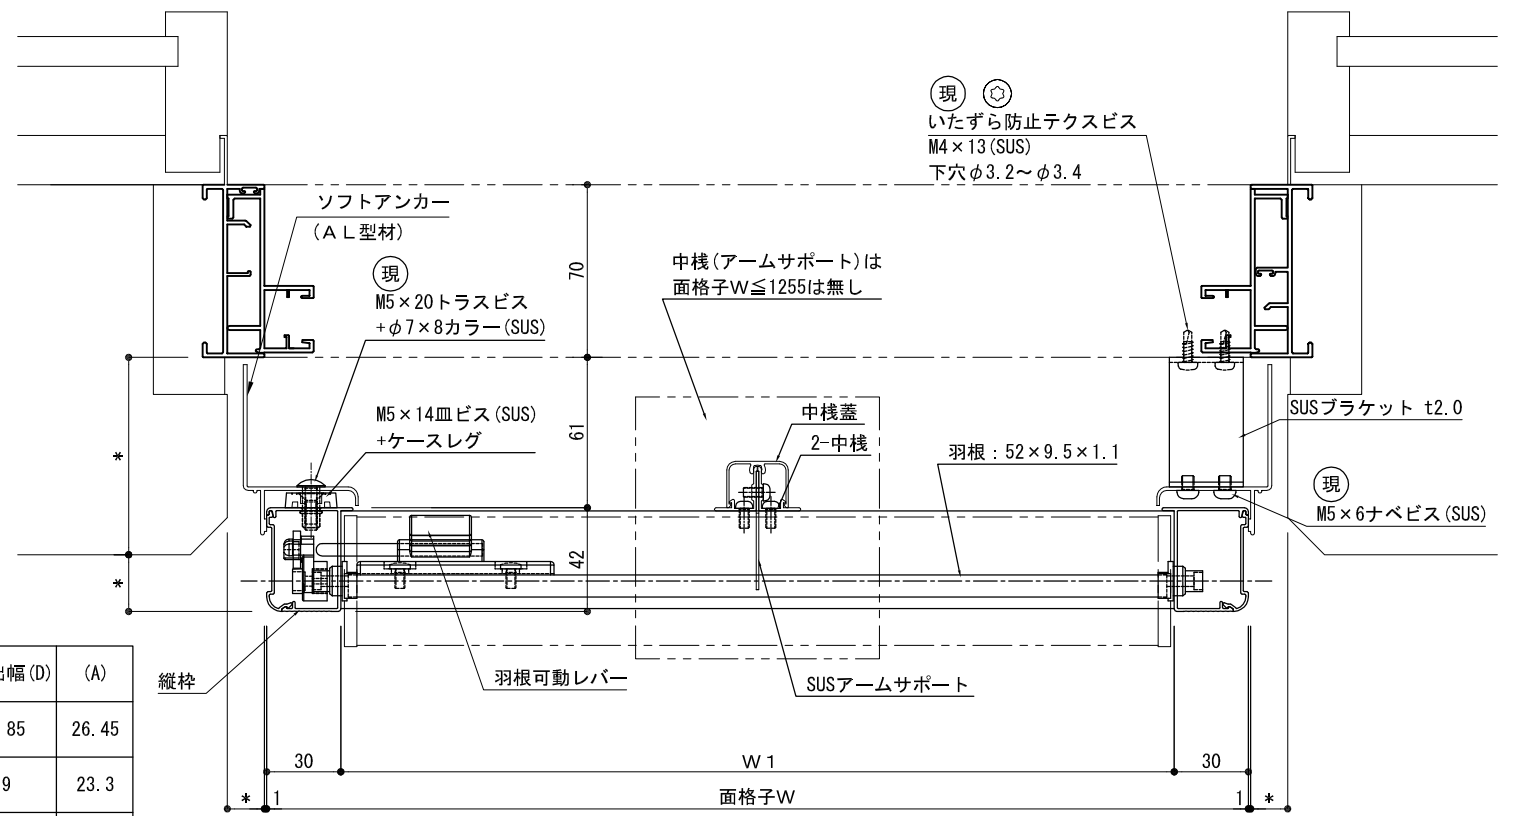 現
いたずら防止テクスビス
M4×13(SUS)
下穴φ3.2～φ3.4
ソフトアンカー
(ＡＬ型材)
現
M5×20トラスビス
+φ7×8カラー(SUS)
中桟(アームサポート)は
面格子W≦1255は無し
70
M5×14皿ビス(SUS)
+ケースレグ
中桟蓋
2-中桟
61
羽根：52×9.5×1.1
SUSブラケット t2.0
現
M5×6ナベビス(SUS)
*
42
*
縦枠
羽根可動レバー
SUSアームサポート
出幅(D) (A)
85 26.45
9 23.3
30 Ｗ１ 30
* 1 面格子W 1 *